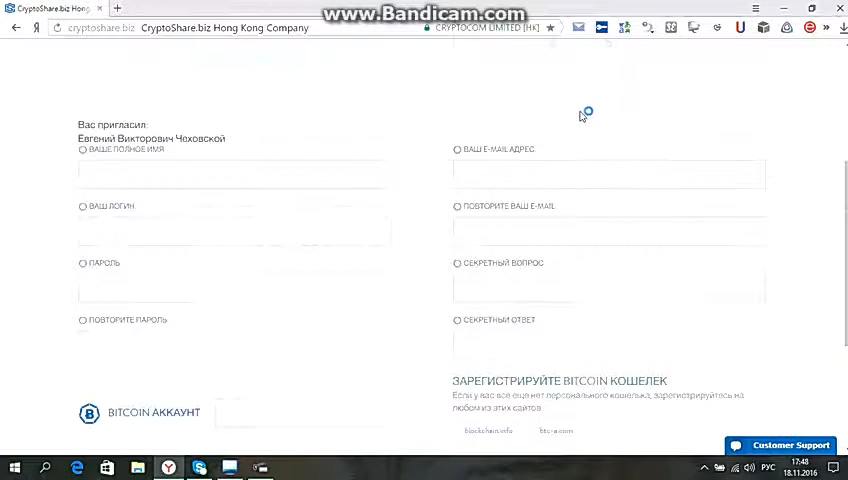 www.Bandicam.com
CryptoShare.biz Hong
cryptoshare.biz CryptoShare.biz Hong Kong Company
CRYPTOCOM LIMITED [HK]
Вас пригласил:
Евгений Викторович Чеховской
ВАШЕ ПОЛНОЕ ИМЯ
ВАШ E-MAIL АДРЕС
ВАШ ЛОГИН
ПОВТОРИТЕ ВАШ E-MAIL
ПАРОЛЬ
СЕКРЕТНЫЙ ВОПРОС
ПОВТОРИТЕ ПАРОЛЬ
СЕКРЕТНЫЙ ОТВЕТ
ЗАРЕГИСТРИРУЙТЕ BITCOIN КОШЕЛЕК
Если у вас все еще нет персонального кошелька, зарегистрируйтесь на
любом из этих сайтов
BITCOIN АККАУНТ
blockchain.info
btc-e.com
Customer Support
РУС
17:48
18.11.2016